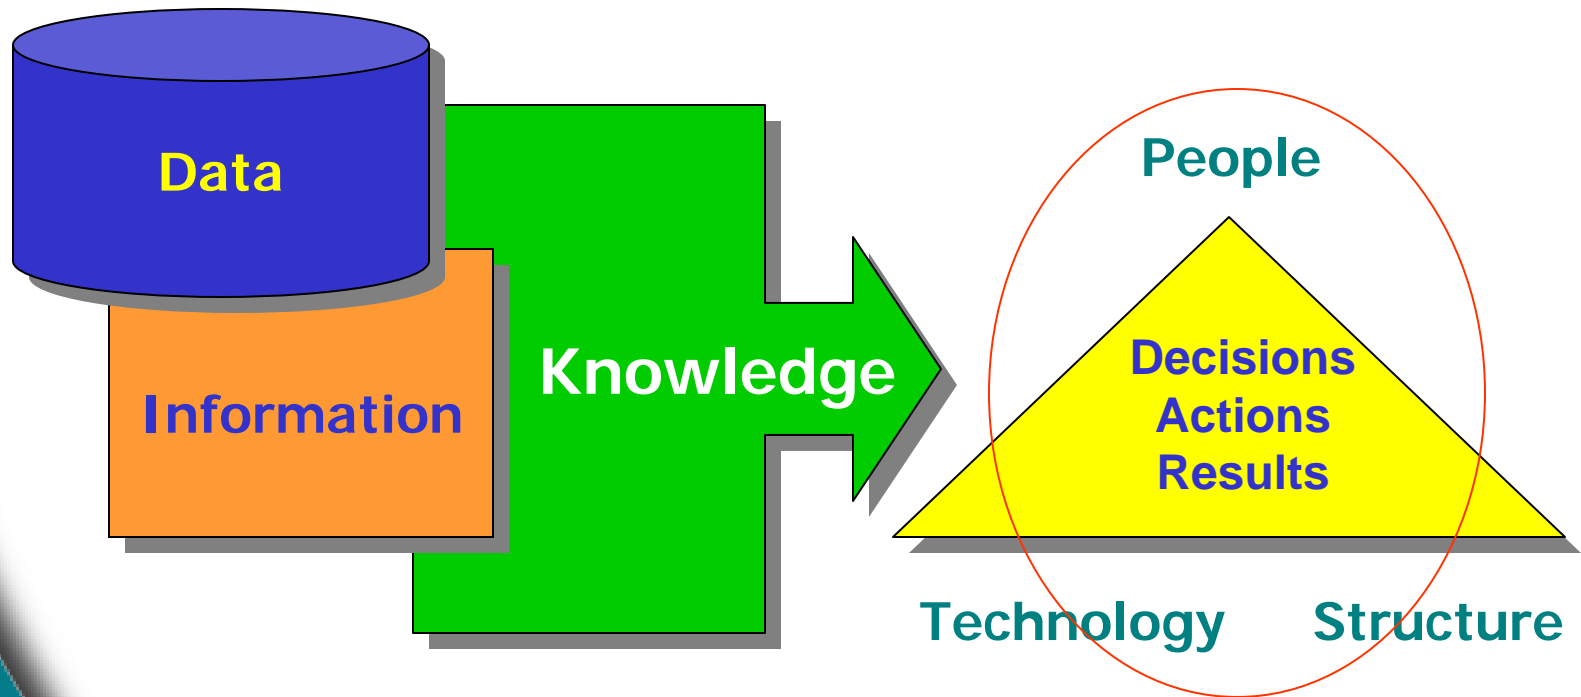 Data
Information
Knowledge
People
Decisions
Actions
Results
Technology
Structure